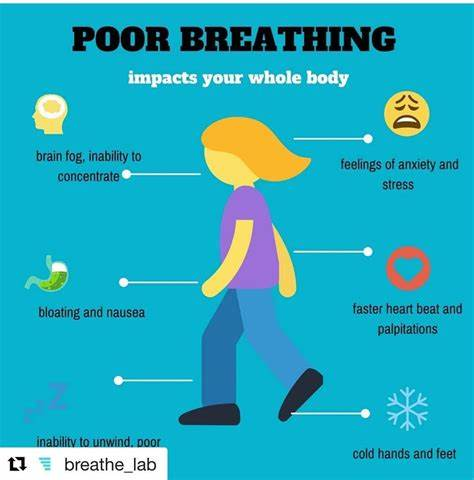 POOR BREATHING
impacts your whole body
brain fog, inability to
concentrate
feelings of anxiety and
stress
bloating and nausea
faster heart beat and
palpitations
zzZ
inability to unwind, poor
cold hands and feet
breathe_lab